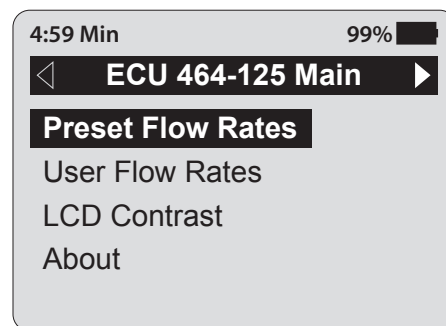 4:59 Min 99%
ECU 464-125 Main
Preset Flow Rates
User Flow Rates
LCD Contrast
About